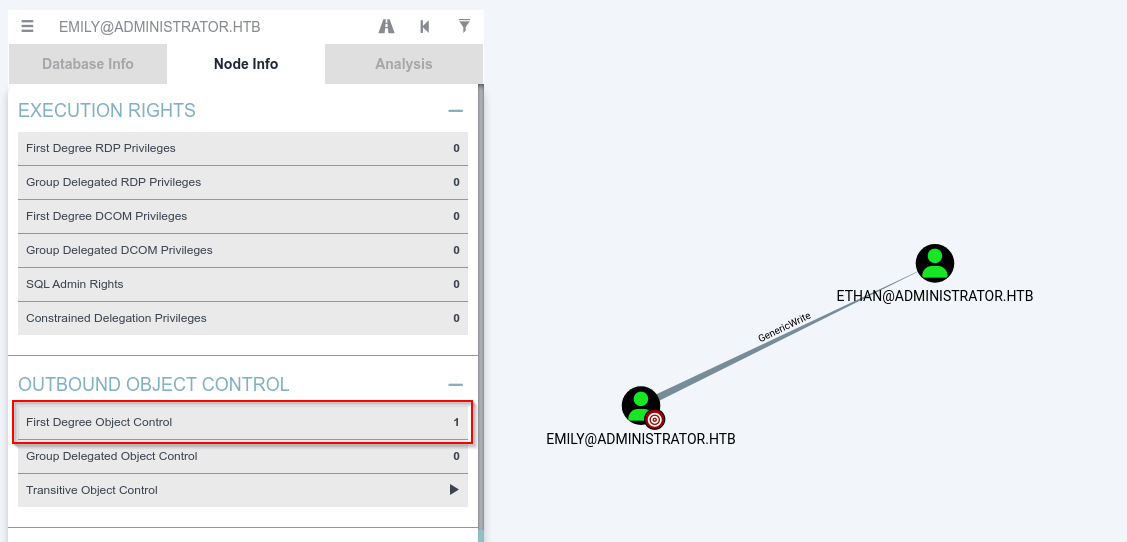 EMILY@ADMINISTRATOR.HTB
Database Info
Node Info
Analysis
EXECUTION RIGHTS
First Degree RDP Privileges 0
Group Delegated RDP Privileges 0
First Degree DCOM Privileges 0
Group Delegated DCOM Privileges 0
SQL Admin Rights 0
Constrained Delegation Privileges 0
OUTBOUND OBJECT CONTROL
First Degree Object Control 1
Group Delegated Object Control 0
Transitive Object Control
ETHAN@ADMINISTRATOR.HTB
GenericWrite
EMILY@ADMINISTRATOR.HTB